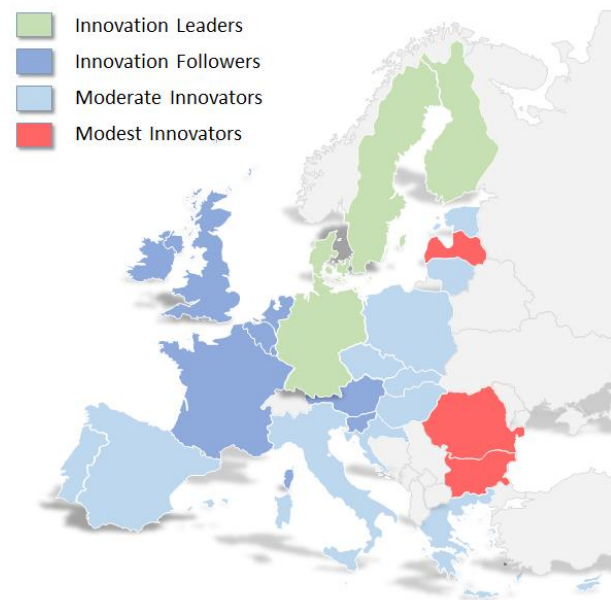 Innovation Leaders
Innovation Followers
Moderate Innovators
Modest Innovators